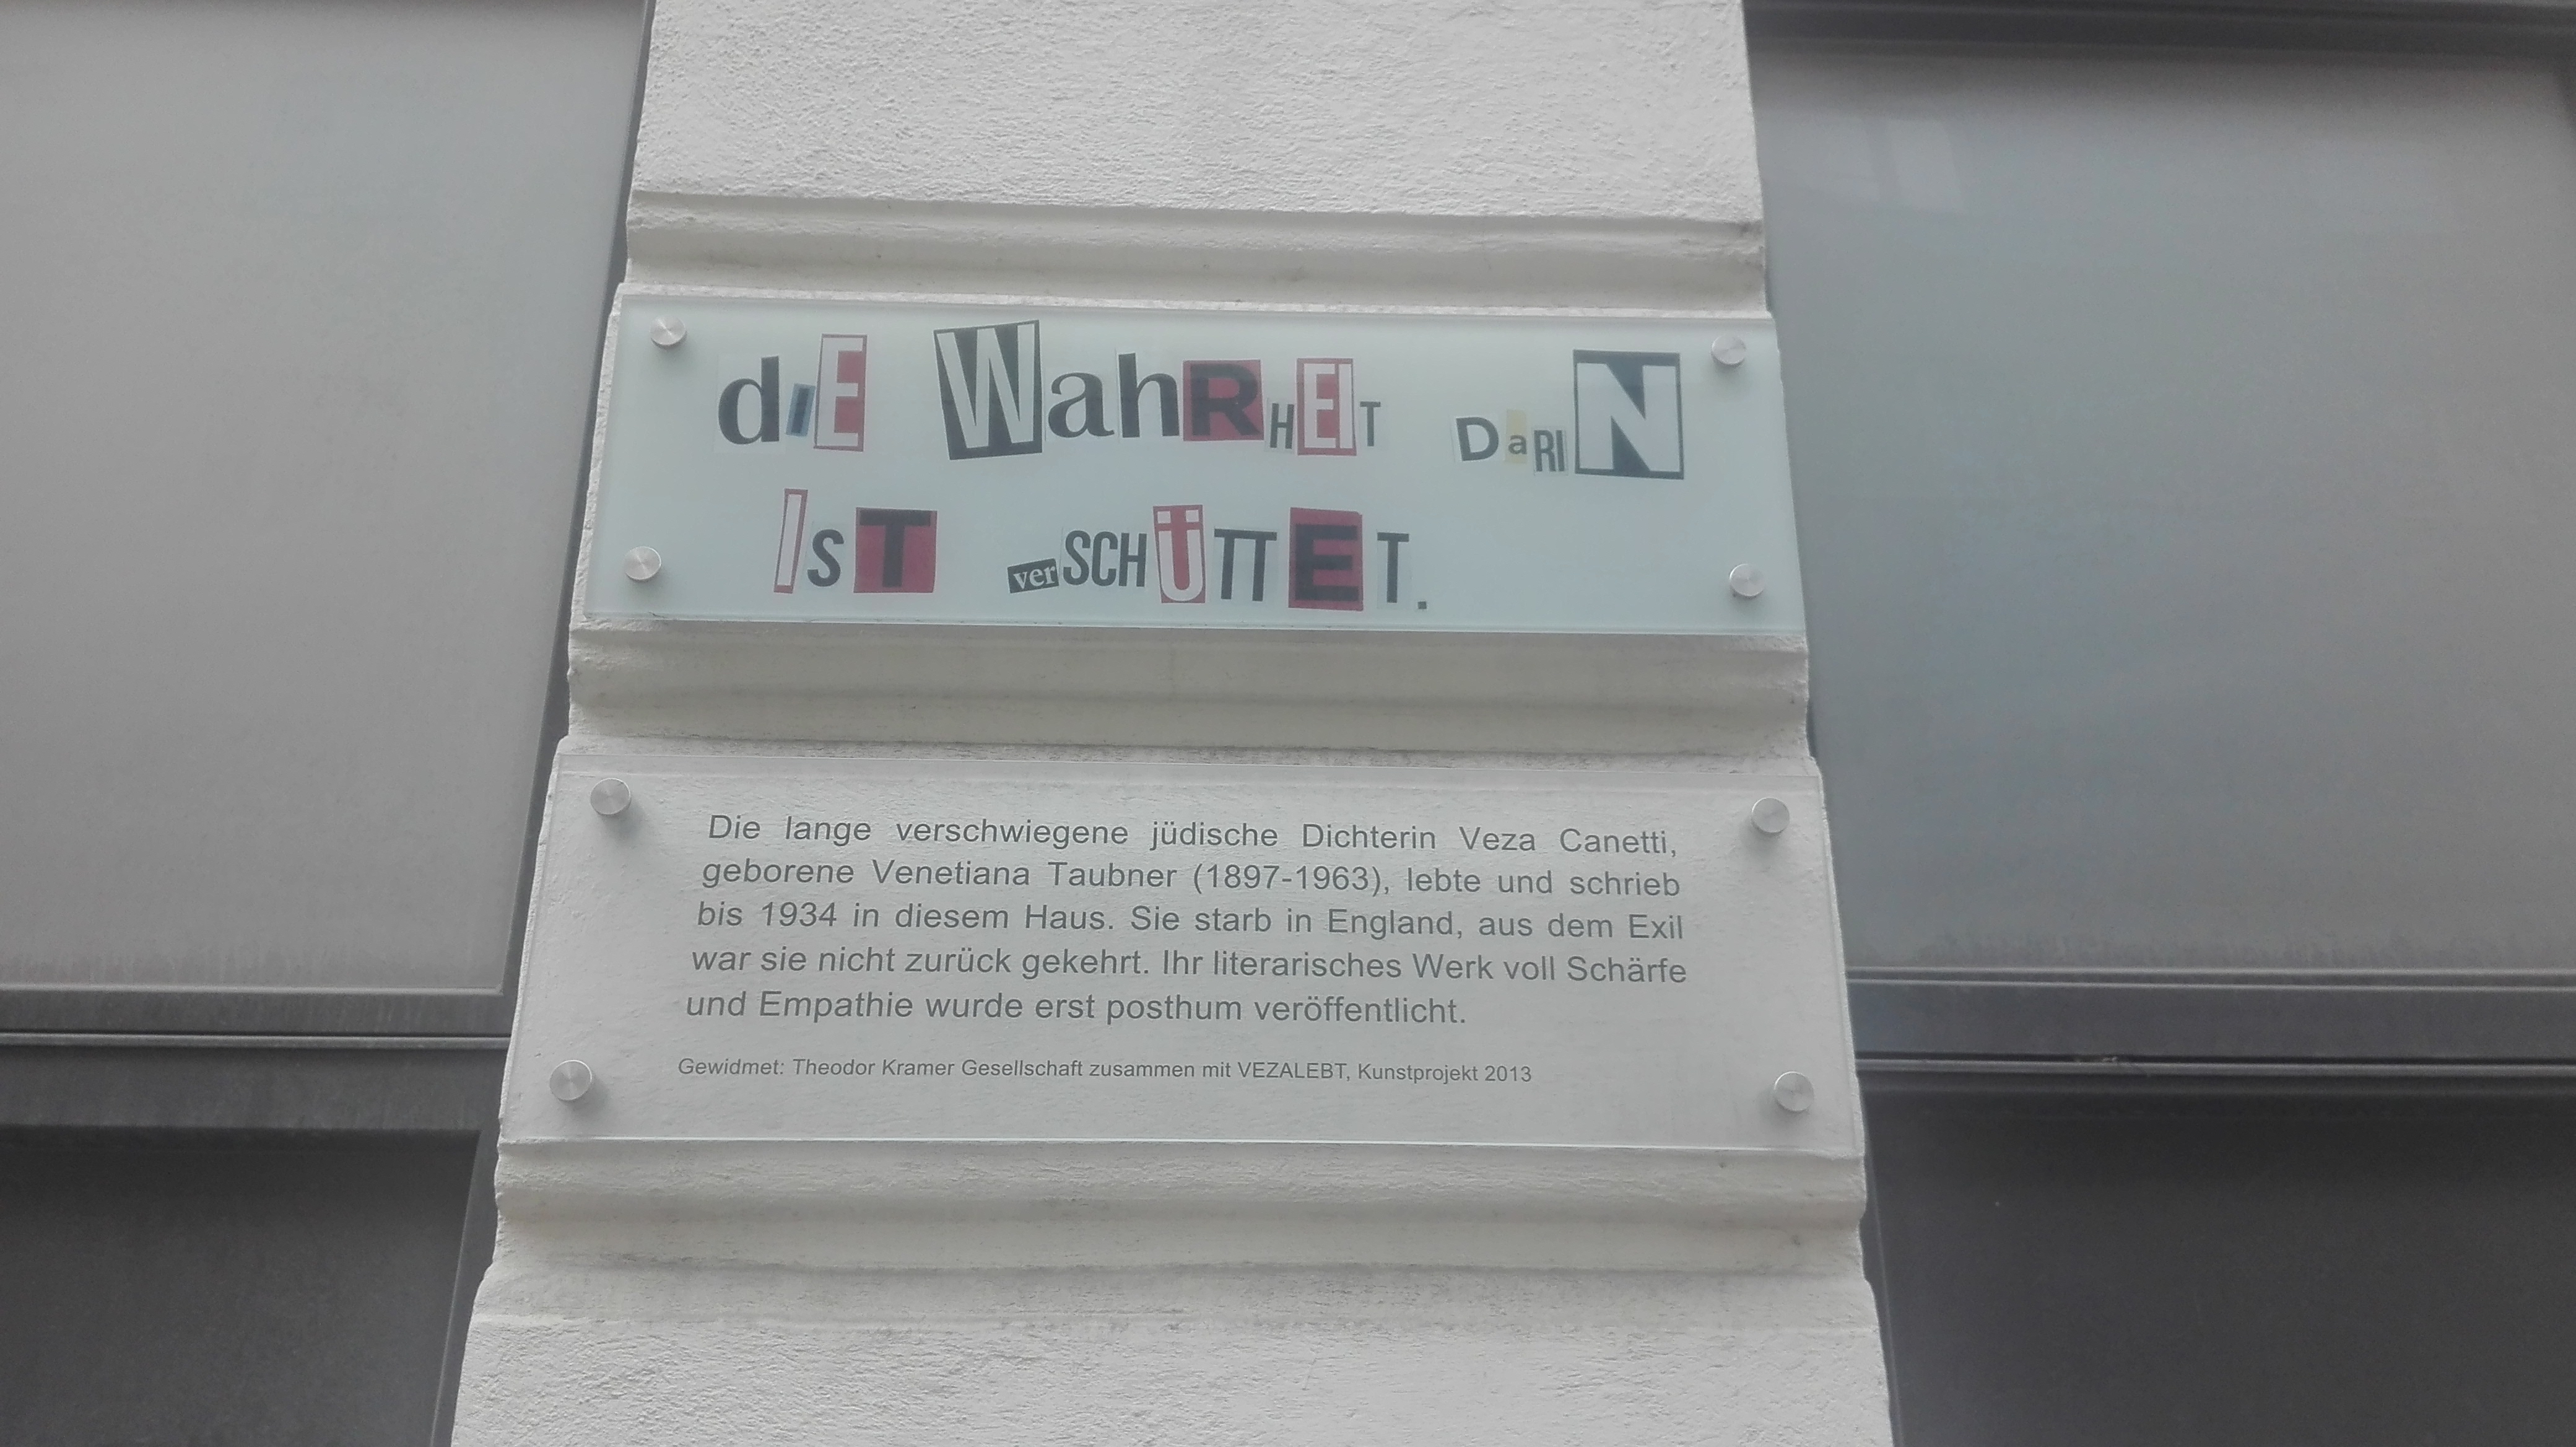 diE WahRHEIT DaRIN
IST verSCHÜTTET.
Die lange verschwiegene jüdische Dichterin Veza Canetti,
geborene Venetiana Taubner (1897-1963), lebte und schrieb
bis 1934 in diesem Haus. Sie starb in England, aus dem Exil
war sie nicht zurück gekehrt. Ihr literarisches Werk voll Schärfe
und Empathie wurde erst posthum veröffentlicht.
Gewidmet: Theodor Kramer Gesellschaft zusammen mit VEZALEBT, Kunstprojekt 2013